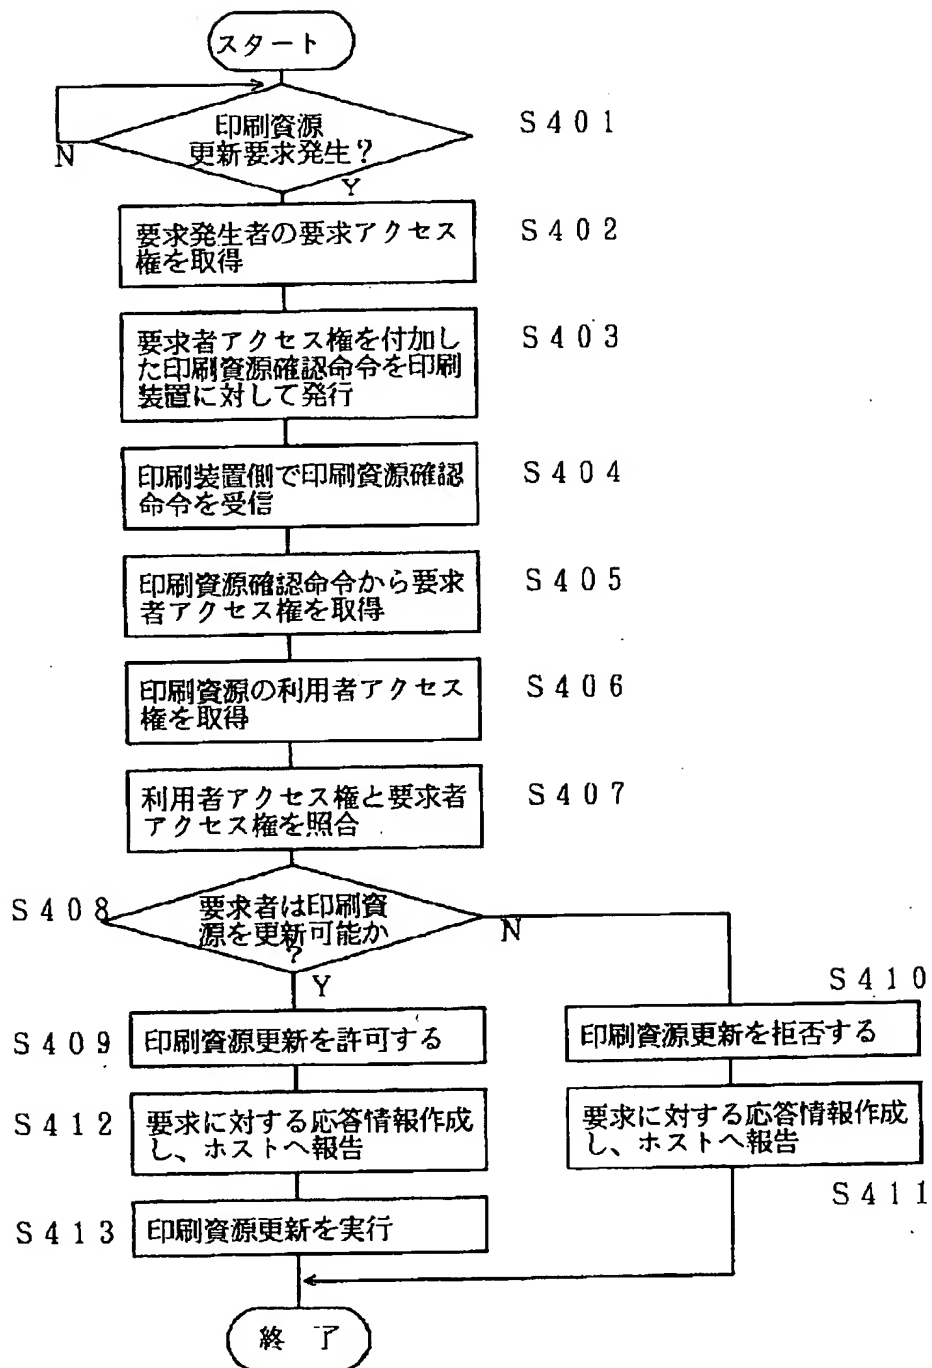 スタート
印刷資源
更新要求発生?
S401
N
Y
要求発生者の要求アクセス
権を取得
S402
要求者アクセス権を付加し
た印刷資源確認命令を印刷
装置に対して発行
S403
印刷装置側で印刷資源確認
命令を受信
S404
印刷資源確認命令から要求
者アクセス権を取得
S405
印刷資源の利用者アクセス
権を取得
S406
利用者アクセス権と要求者
アクセス権を照合
S407
S408
要求者は印刷資
源を更新可能か
?
N
Y
S410
S409
印刷資源更新を許可する
印刷資源更新を拒否する
S412
要求に対する応答情報作成
し、ホストへ報告
要求に対する応答情報作成
し、ホストへ報告
S411
S413
印刷資源更新を実行
終 了